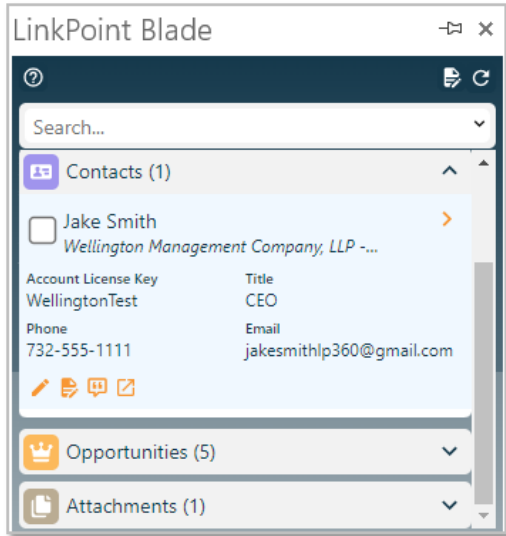 LinkPoint Blade
Search...
Contacts (1)
Jake Smith
Wellington Management Company, LLP -...
Account License Key Title
WellingtonTest CEO
Phone Email
732-555-1111 jakesmithlp360@gmail.com
Opportunities (5)
Attachments (1)